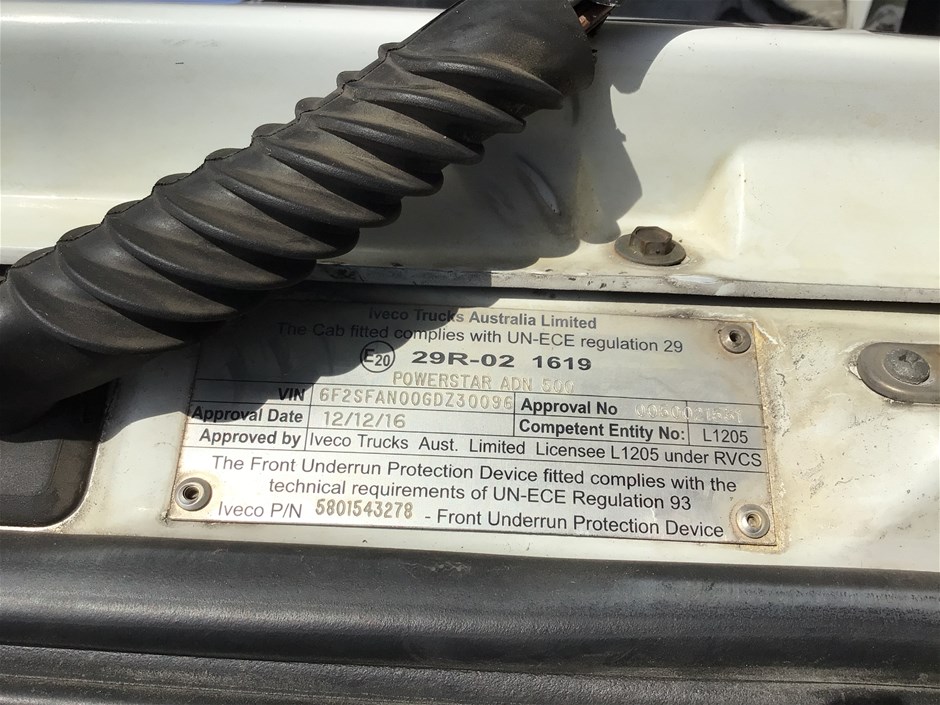 Iveco Trucks Australia Limited
The Cab fitted complies with UN-ECE regulation 29
E20 29R-02 1619
POWERSTAR ADN 500
VIN 6F2SFAN00GDZ30096 Approval No
Approval Date 12/12/16 Competent Entity No: L1205
Approved by Iveco Trucks Aust. Limited Licensee L1205 under RVCS
The Front Underrun Protection Device fitted complies with the
technical requirements of UN-ECE Regulation 93
Iveco P/N 5801543278 - Front Underrun Protection Device